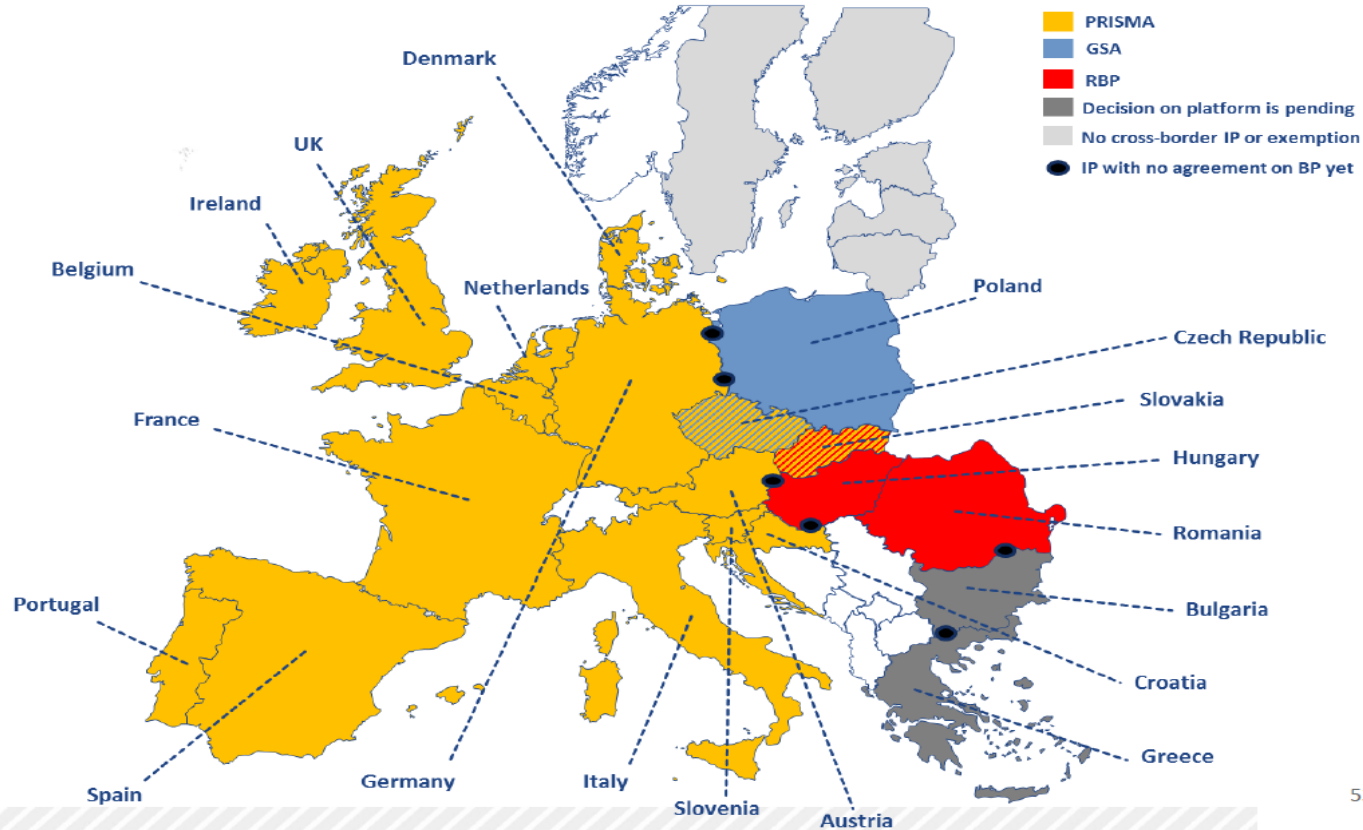 PRISMA
GSA
RBP
Decision on platform is pending
No cross-border IP or exemption
IP with no agreement on BP yet
Denmark
UK
Ireland
Belgium
Netherlands
Poland
Czech Republic
Slovakia
France
Hungary
Romania
Portugal
Bulgaria
Croatia
Greece
Germany
Italy
Spain
Slovenia
Austria
5